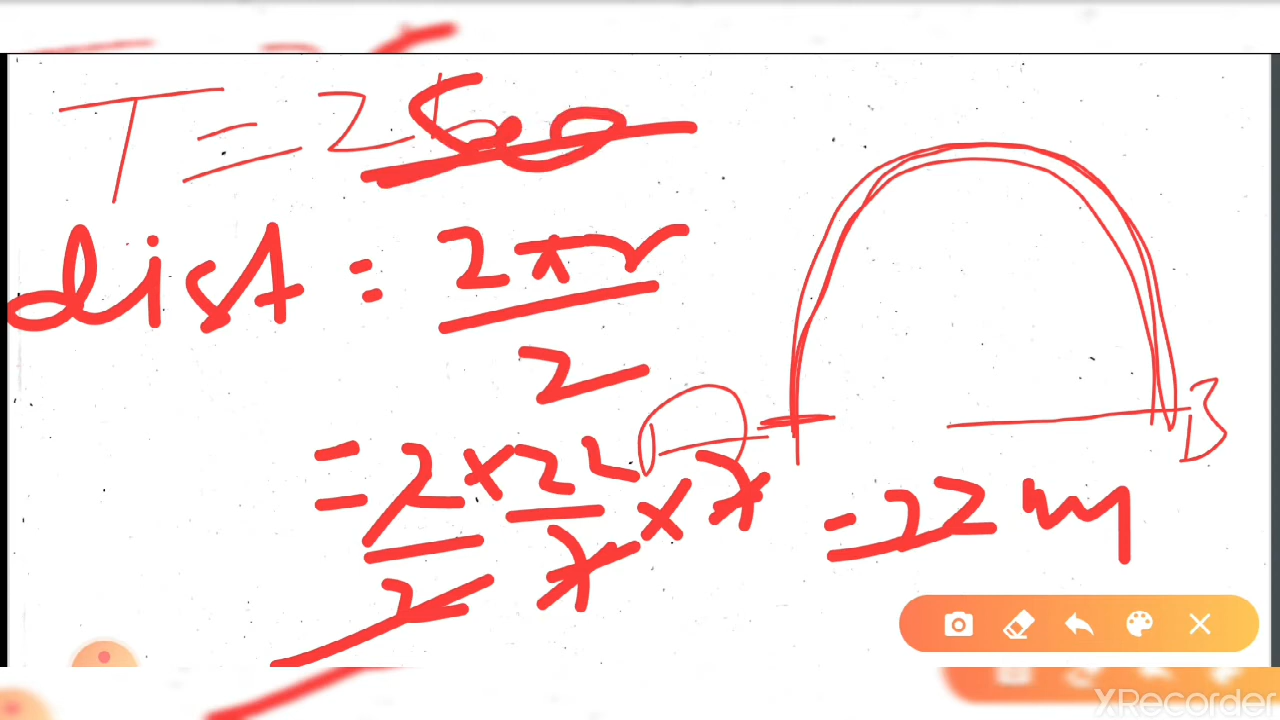 T = 2 Sec
dist = 2πr / 2
= 2 / 2 × 22 / 7 × 7 = 22 m
B
XRecorder